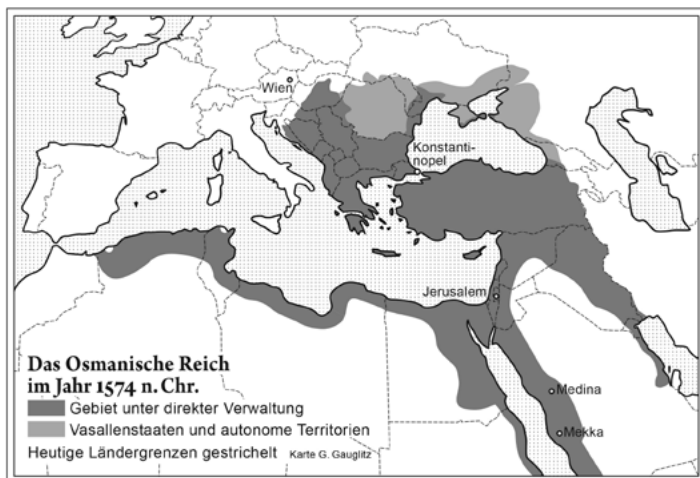 Wien
Konstanti-
nopel
Jerusalem
Medina
Mekka
Das Osmanische Reich
im Jahr 1574 n. Chr.
Gebiet unter direkter Verwaltung
Vasallenstaaten und autonome Territorien
Heutige Ländergrenzen gestrichelt Karte G. Gauglitz